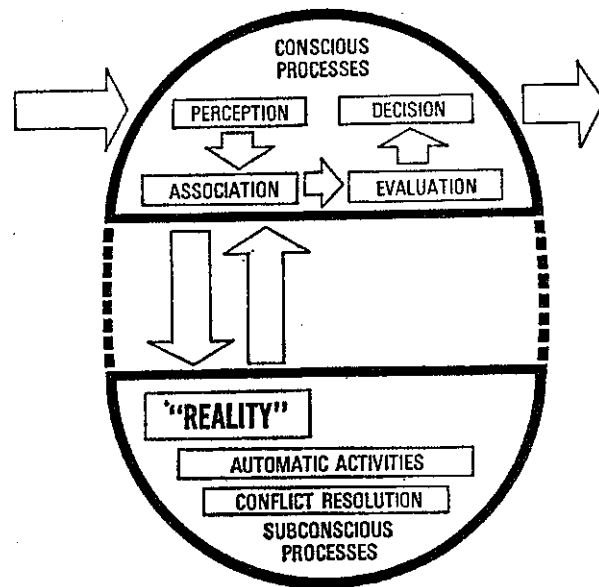 CONSCIOUS
PROCESSES
PERCEPTION
DECISION
ASSOCIATION
EVALUATION
"REALITY"
AUTOMATIC ACTIVITIES
CONFLICT RESOLUTION
SUBCONSCIOUS
PROCESSES